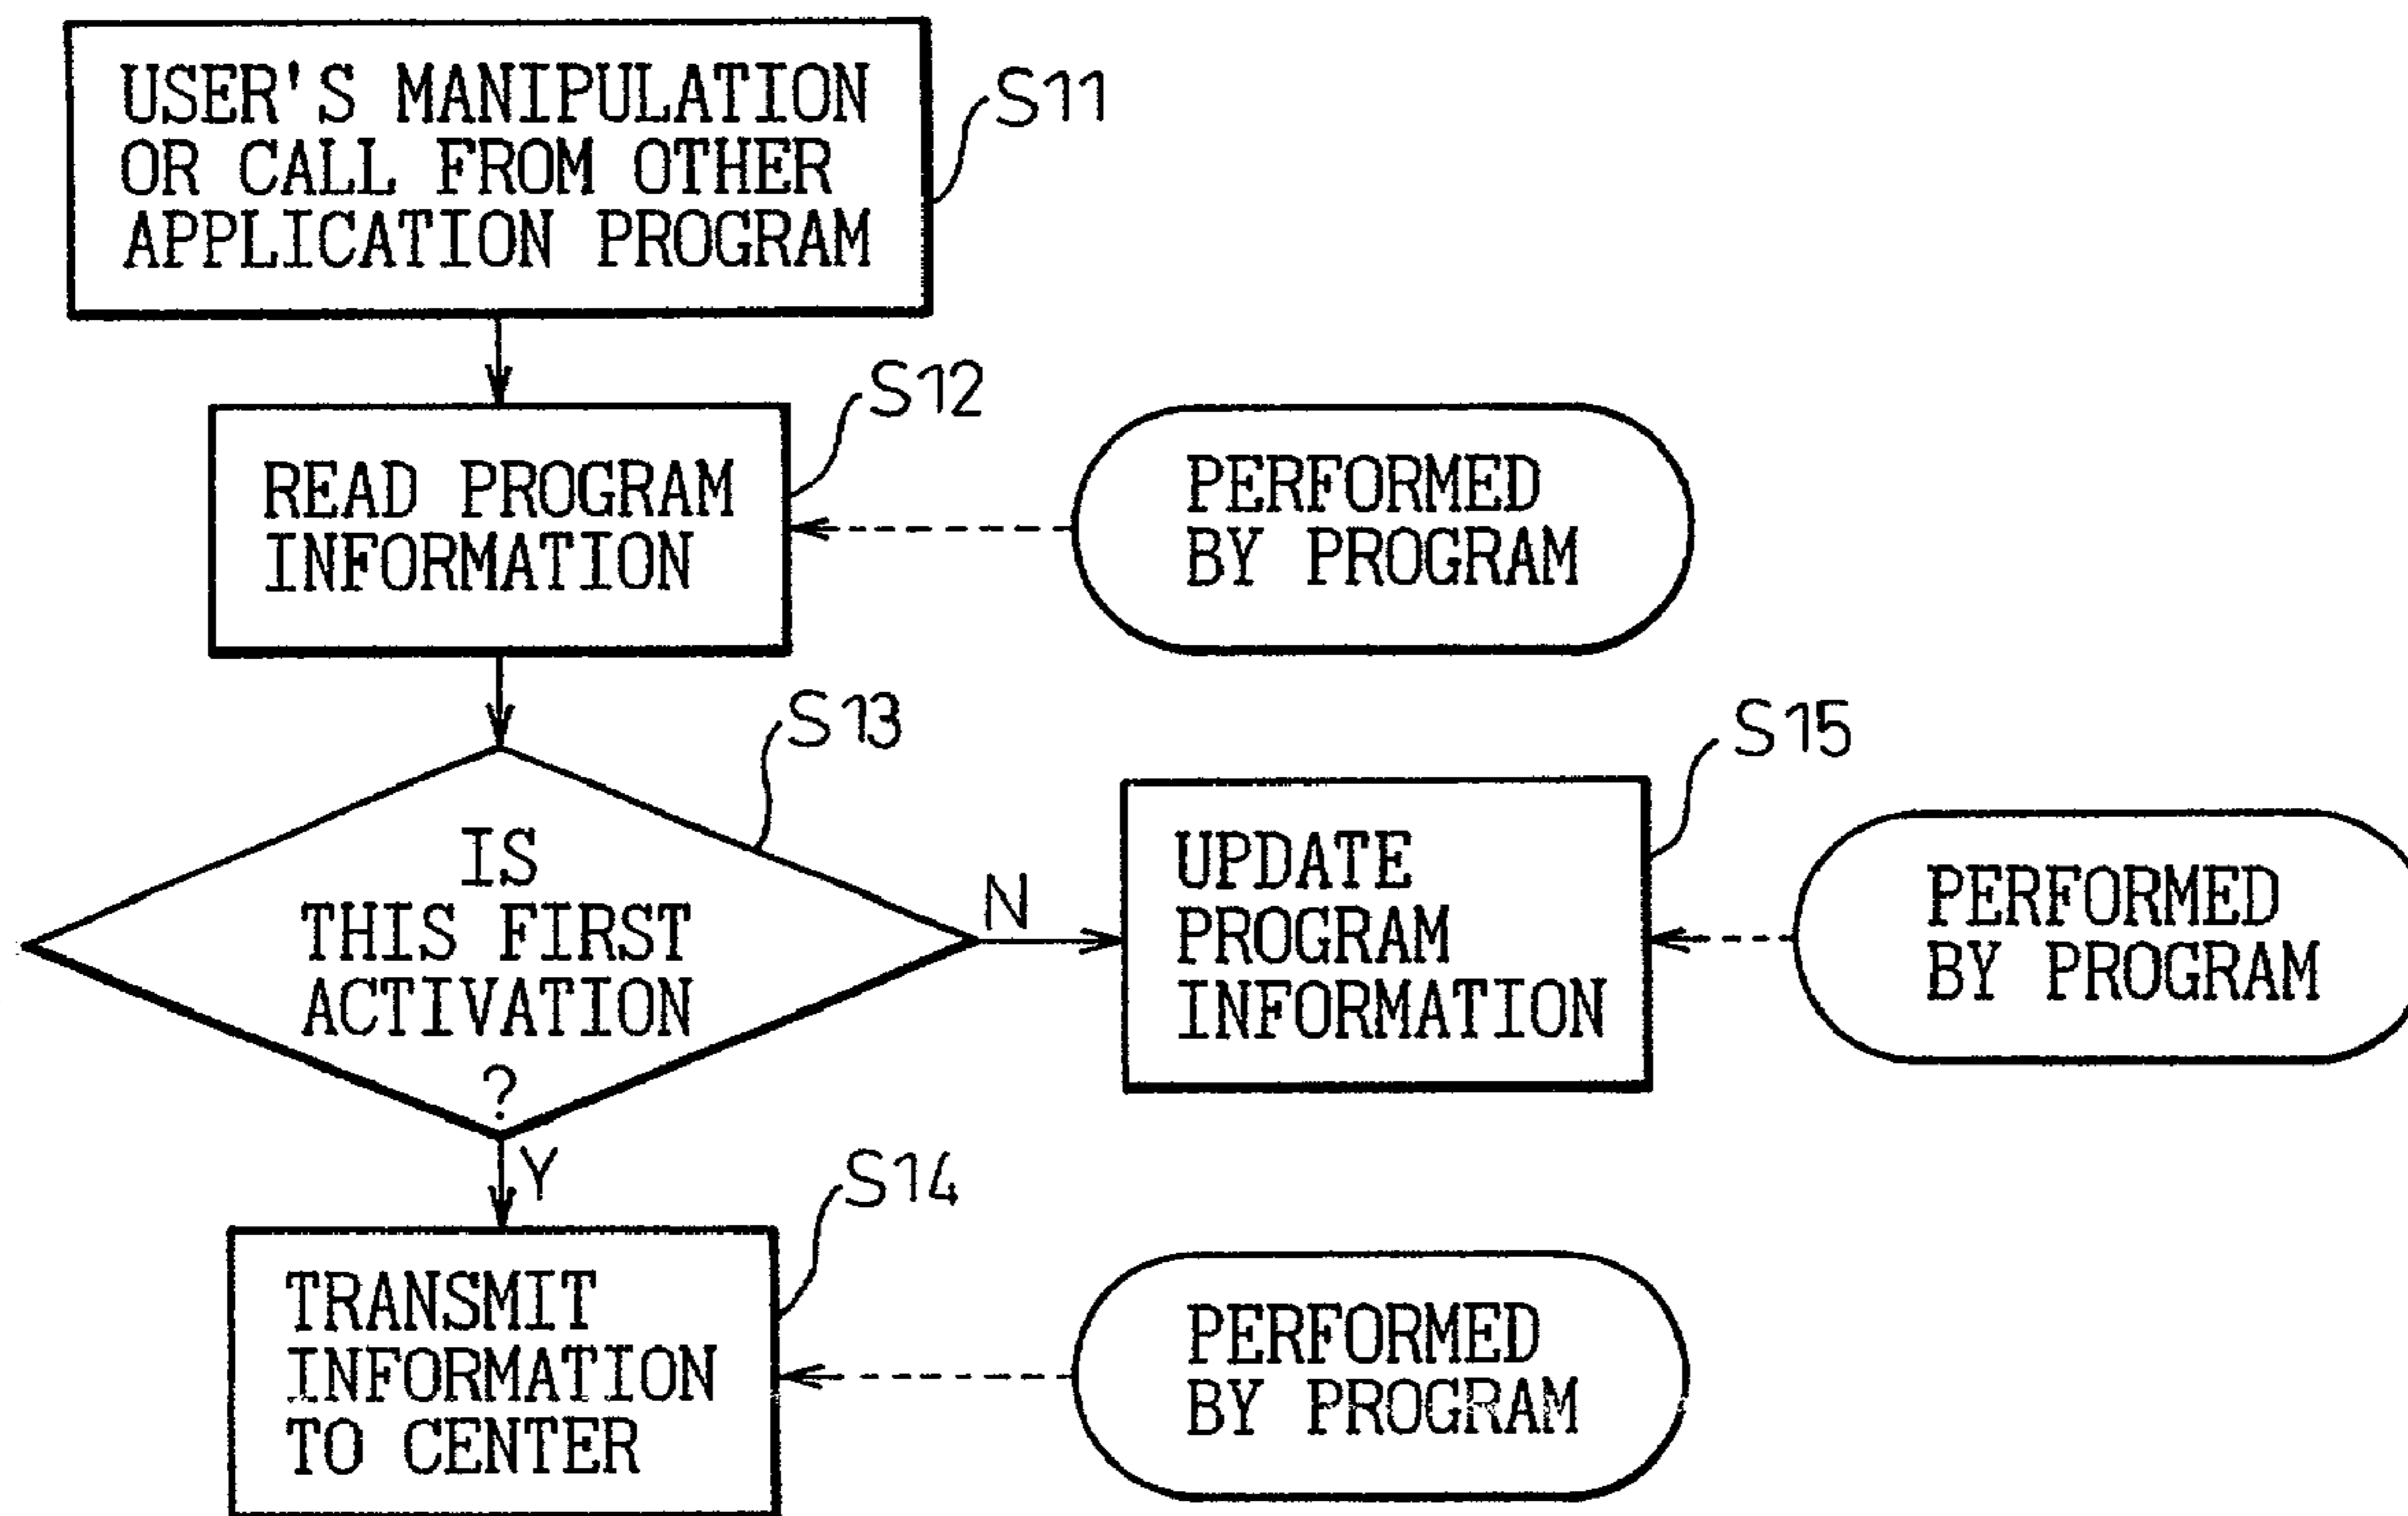 USER'S MANIPULATION
OR CALL FROM OTHER
APPLICATION PROGRAM
S11
S12
READ PROGRAM
INFORMATION
PERFORMED
BY PROGRAM
S13
IS
THIS FIRST
ACTIVATION
?
N
Y
S15
UPDATE
PROGRAM
INFORMATION
PERFORMED
BY PROGRAM
S14
TRANSMIT
INFORMATION
TO CENTER
PERFORMED
BY PROGRAM